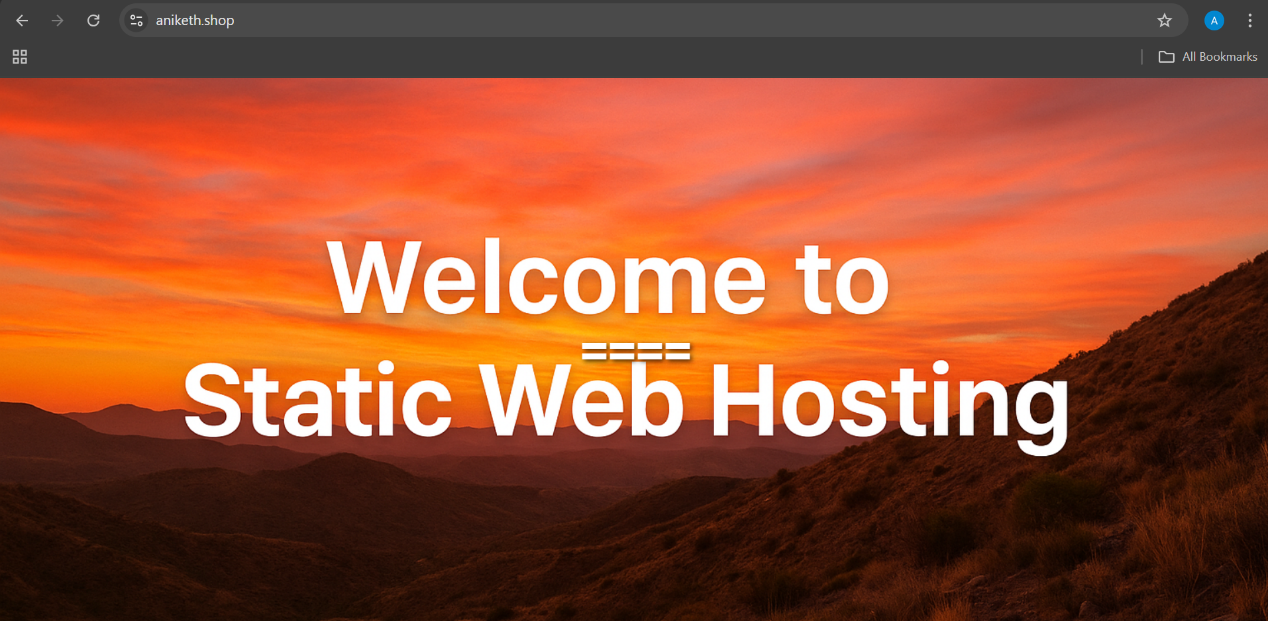 aniketh.shop
A
All Bookmarks
Welcome to
====
Static Web Hosting